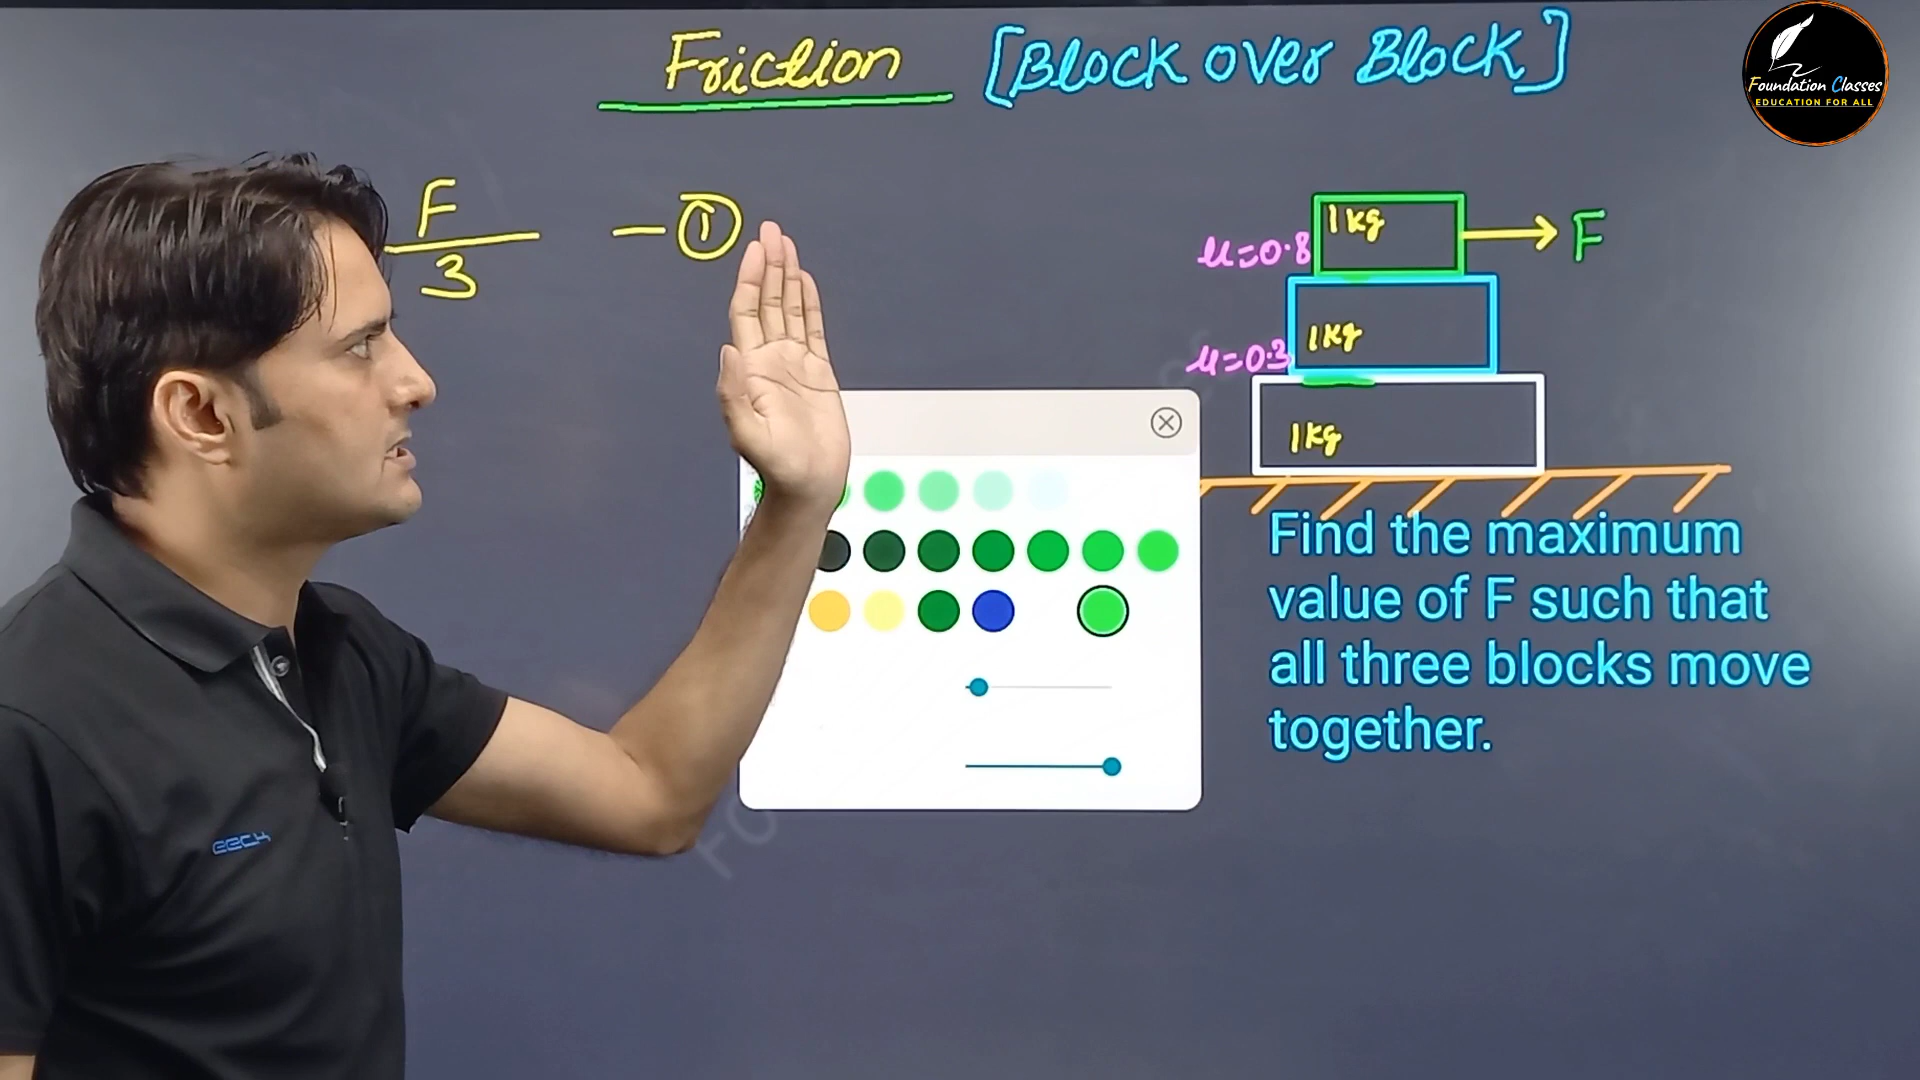 Friction [Block over Block]
Foundation Classes
EDUCATION FOR ALL
F
3
— ①
1kg
F
μ=0.8
1kg
μ=0.3
1kg
Find the maximum
value of F such that
all three blocks move
together.
FO